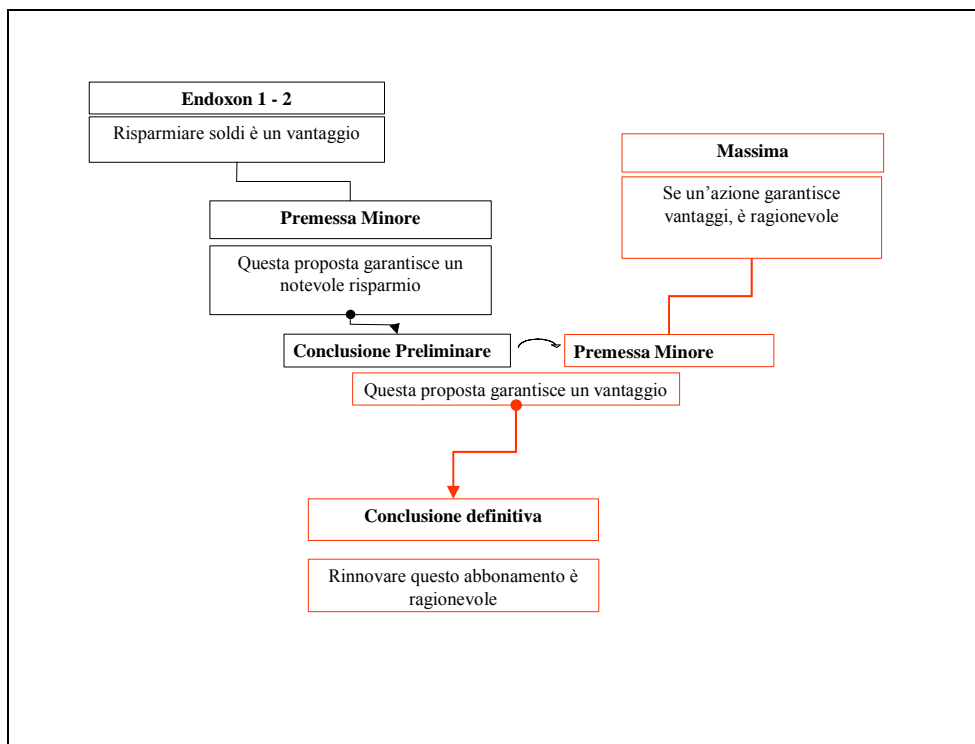 Endoxon 1 - 2
Risparmiare soldi è un vantaggio
Massima
Se un’azione garantisce
vantaggi, è ragionevole
Premessa Minore
Questa proposta garantisce un
notevole risparmio
Conclusione Preliminare
Premessa Minore
Questa proposta garantisce un vantaggio
Conclusione definitiva
Rinnovare questo abbonamento è
ragionevole